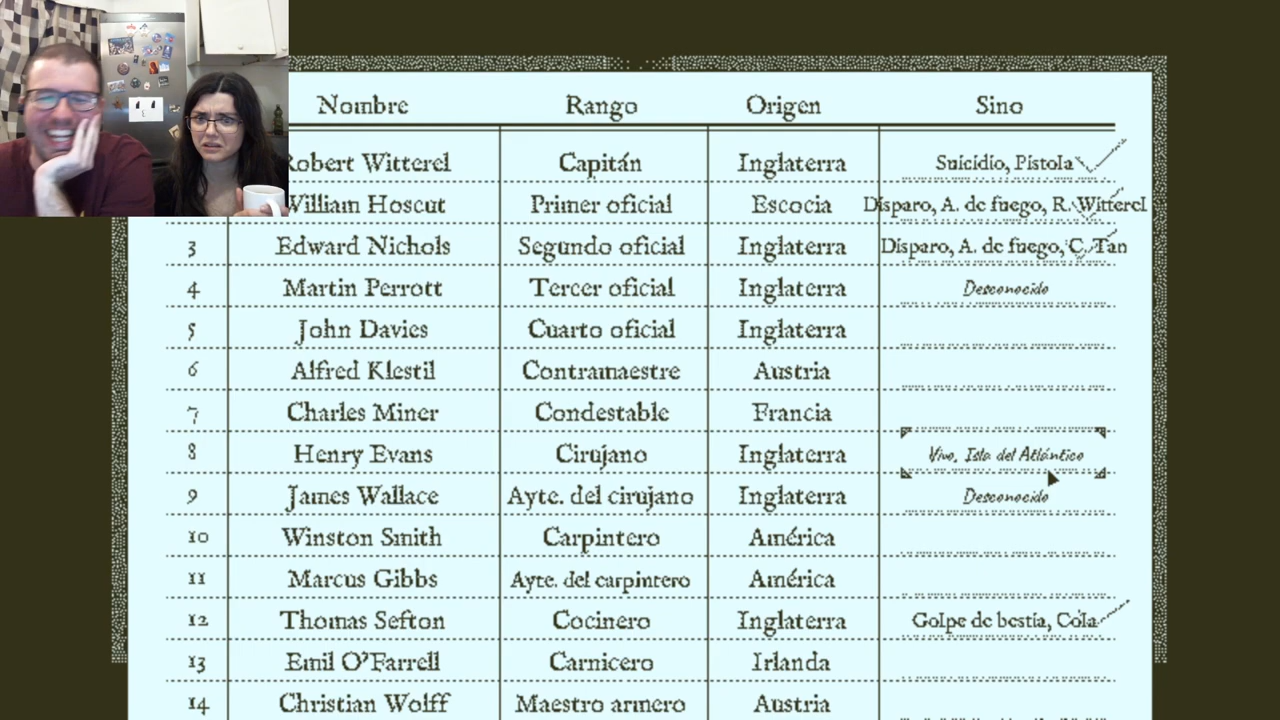 Nombre Rango Origen Sino
Robert Witterel Capitán Inglaterra Suicidio, Pistola
William Hoscut Primer oficial Escocia Disparo, A. de fuego, R. Witterel
3 Edward Nichols Segundo oficial Inglaterra Disparo, A. de fuego, C. Tan
4 Martin Perrott Tercer oficial Inglaterra Desconocido
5 John Davies Cuarto oficial Inglaterra
6 Alfred Klestil Contramaestre Austria
7 Charles Miner Condestable Francia
8 Henry Evans Cirujano Inglaterra Vivo, Isla del Atlántico
9 James Wallace Ayte. del cirujano Inglaterra Desconocido
10 Winston Smith Carpintero América
11 Marcus Gibbs Ayte. del carpintero América
12 Thomas Sefton Cocinero Inglaterra Golpe de bestia, Cola
13 Emil O'Farrell Carnicero Irlanda
14 Christian Wolff Maestro armero Austria